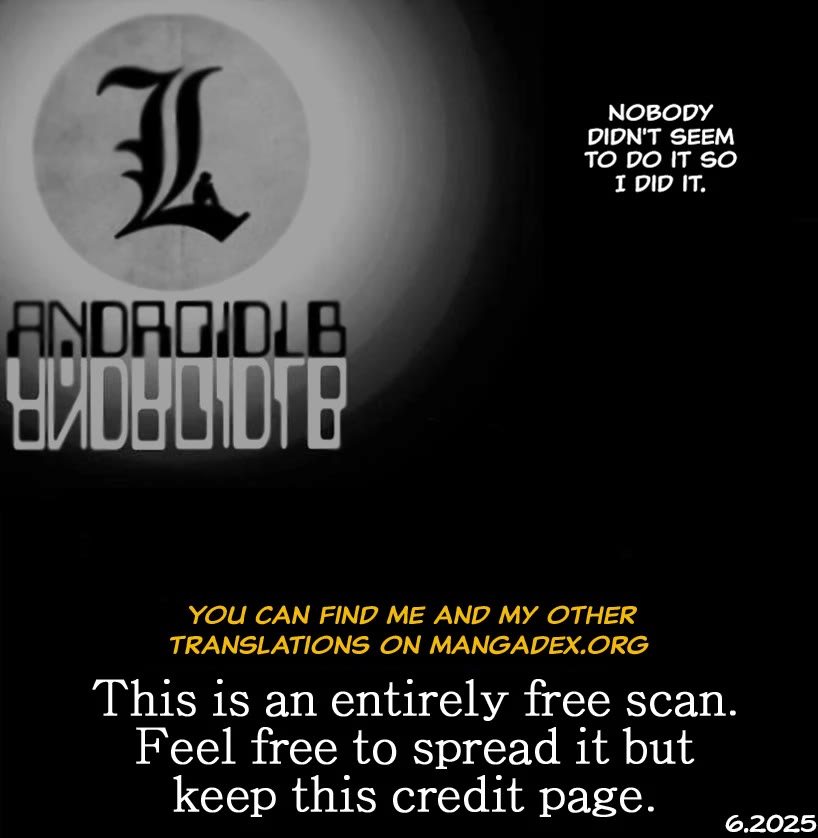 L
NOBODY
DIDN'T SEEM
TO DO IT SO
I DID IT.
ANDROIDLB
ANDROIDLB
YOU CAN FIND ME AND MY OTHER
TRANSLATIONS ON MANGADEX.ORG
This is an entirely free scan.
Feel free to spread it but
keep this credit page.
6.2025